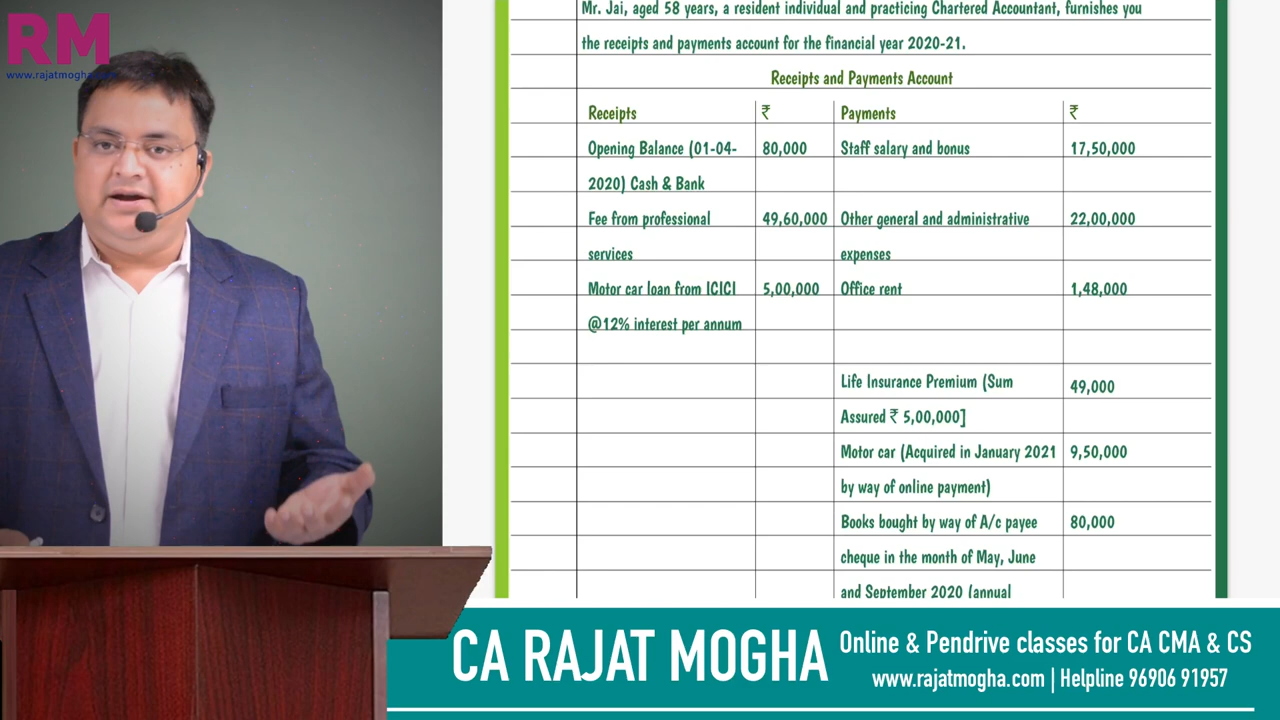 RM
www.rajatmogha.com
Mr. Jai, aged 58 years, a resident individual and practicing Chartered Accountant, furnishes you
the receipts and payments account for the financial year 2020-21.
Receipts and Payments Account
Receipts ₹ Payments ₹
Opening Balance (01-04- 80,000 Staff salary and bonus 17,50,000
2020) Cash & Bank
Fee from professional 49,60,000 Other general and administrative 22,00,000
services expenses
Motor car loan from ICICI 5,00,000 Office rent 1,48,000
@12% interest per annum
Life Insurance Premium (Sum 49,000
Assured ₹ 5,00,000]
Motor car (Acquired in January 2021 9,50,000
by way of online payment)
Books bought by way of A/c payee 80,000
cheque in the month of May, June
and September 2020 (annual
CA RAJAT MOGHA
Online & Pendrive classes for CA CMA & CS
www.rajatmogha.com | Helpline 96906 91957